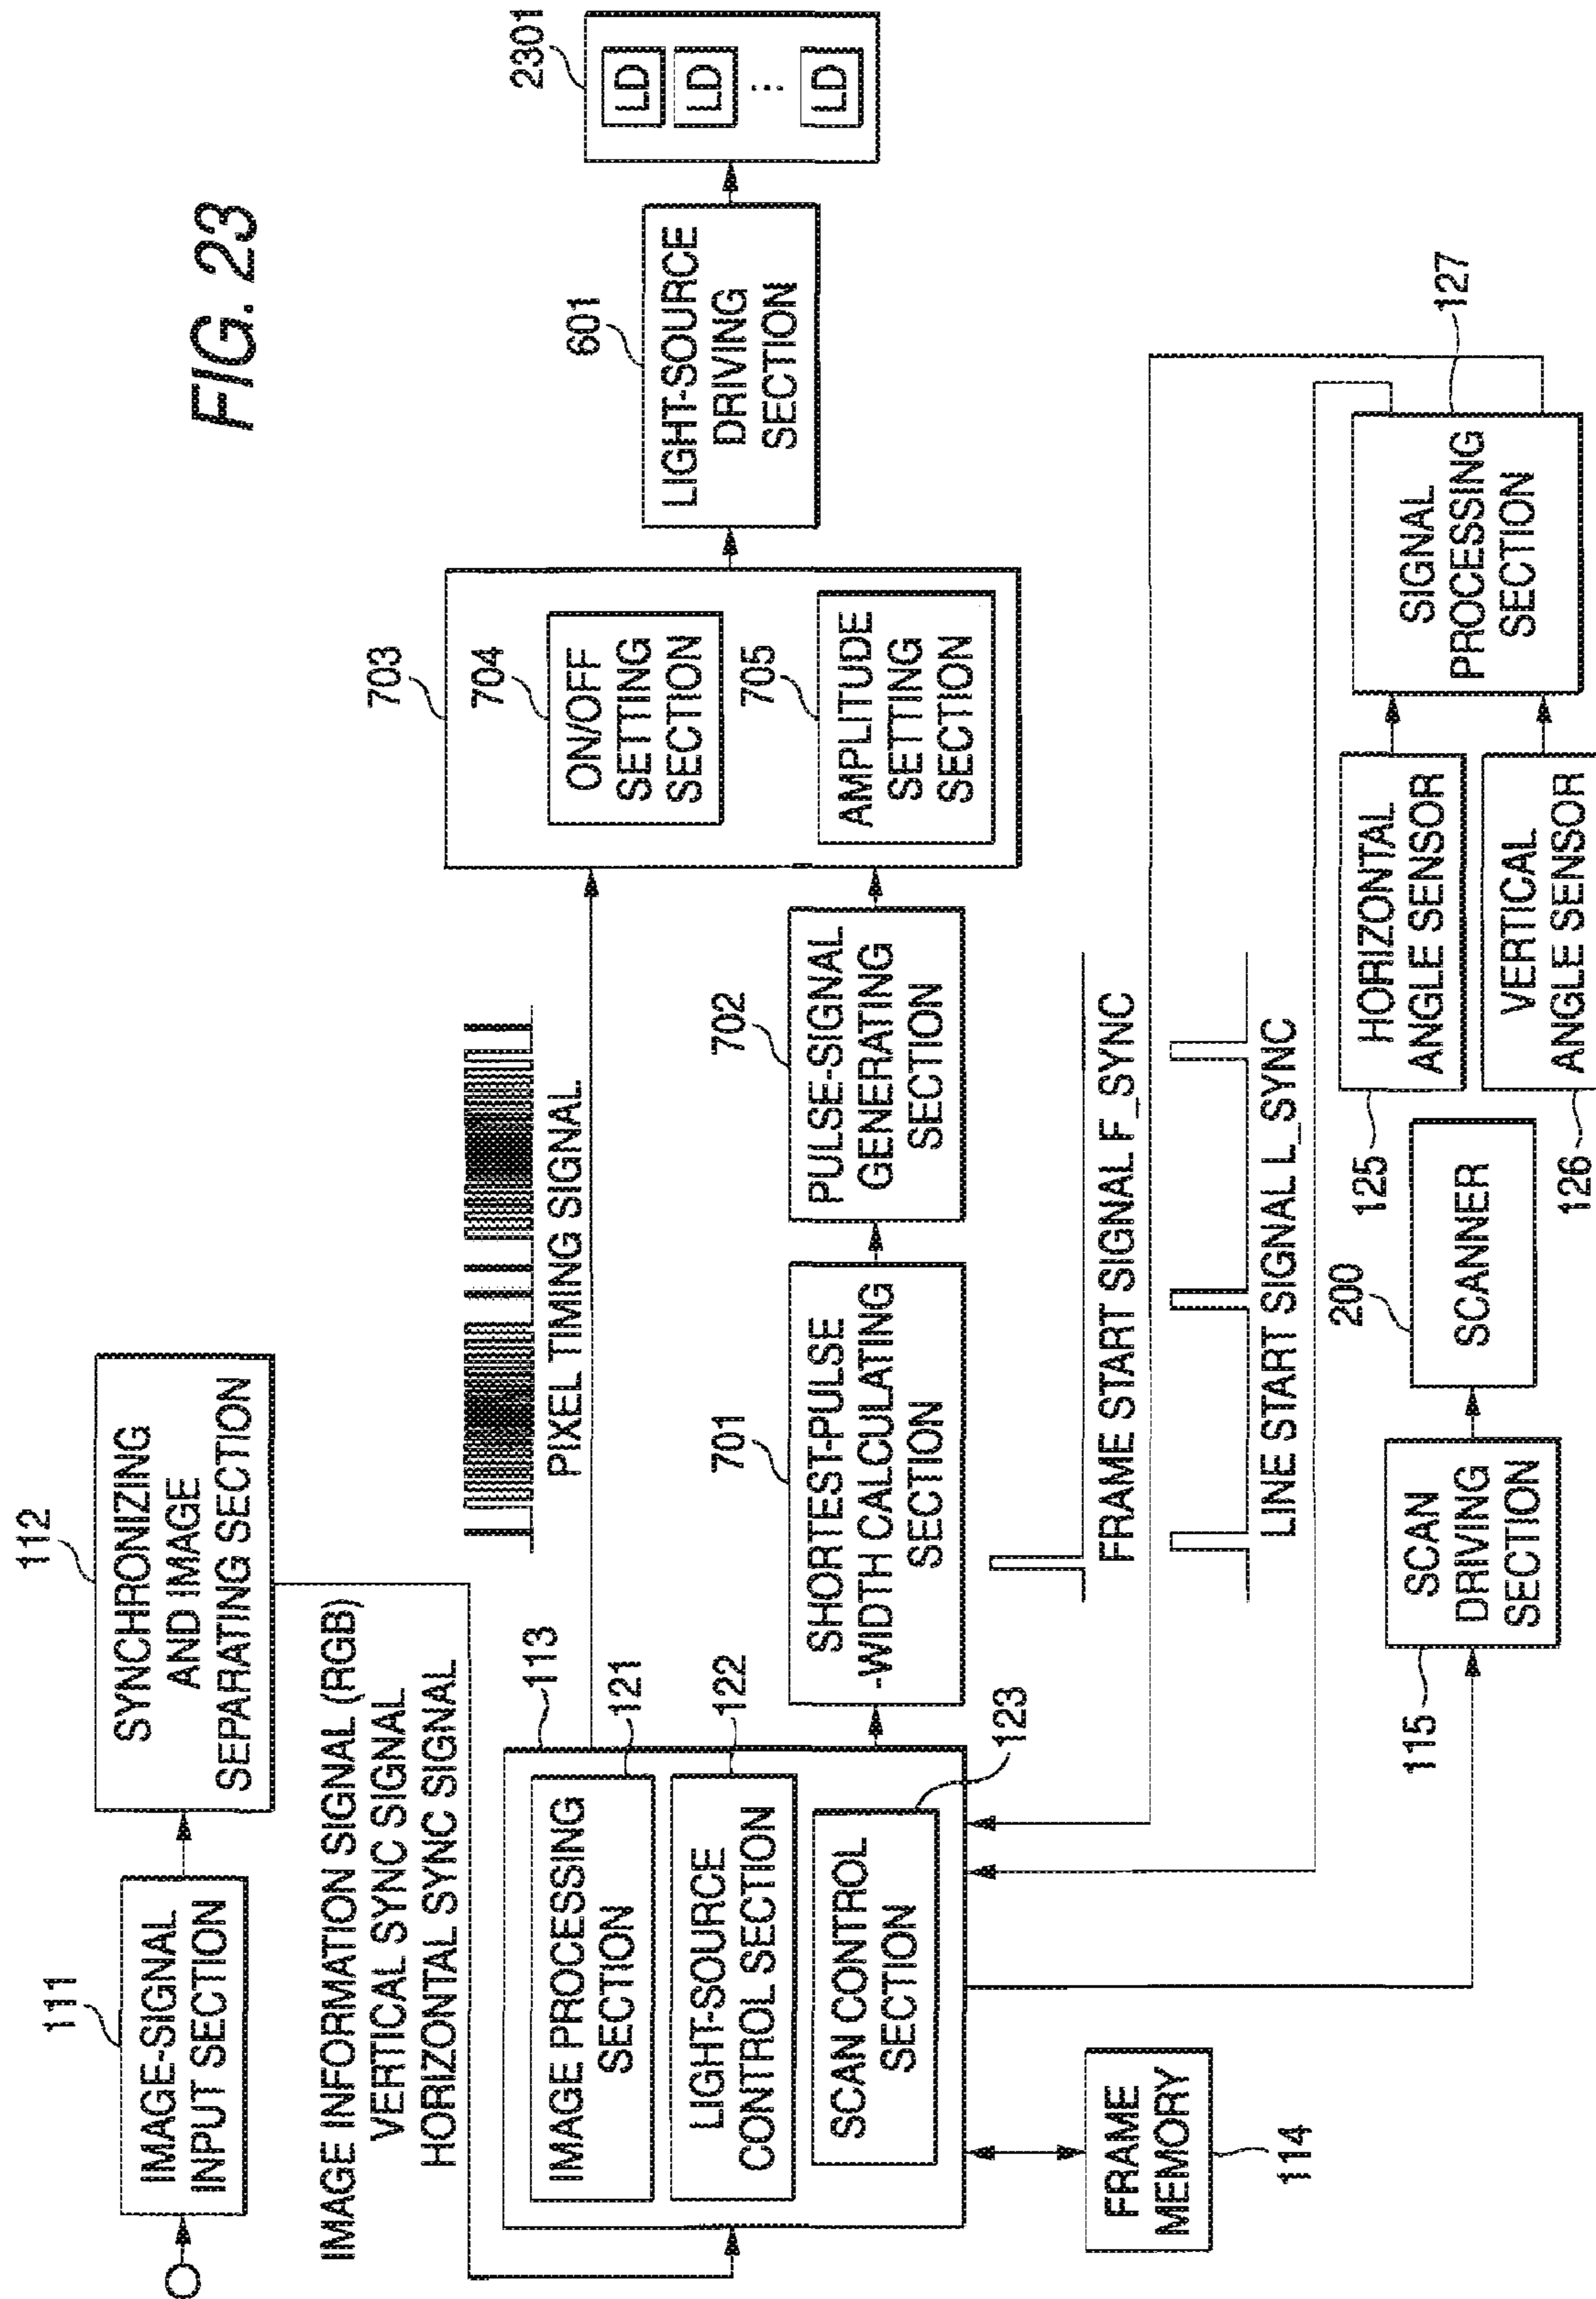 FIG. 23
111
IMAGE-SIGNAL
INPUT SECTION
112
SYNCHRONIZING
AND IMAGE
SEPARATING SECTION
IMAGE INFORMATION SIGNAL (RGB)
VERTICAL SYNC SIGNAL
HORIZONTAL SYNC SIGNAL
113
IMAGE PROCESSING
SECTION
121
LIGHT-SOURCE
CONTROL SECTION
122
SCAN CONTROL
SECTION
123
FRAME
MEMORY
114
PIXEL TIMING SIGNAL
701
SHORTEST-PULSE
-WIDTH CALCULATING
SECTION
702
PULSE-SIGNAL
GENERATING
SECTION
703
704
ON/OFF
SETTING
SECTION
705
AMPLITUDE
SETTING
SECTION
601
LIGHT-SOURCE
DRIVING
SECTION
2301
LD
LD
LD
FRAME START SIGNAL F_SYNC
LINE START SIGNAL L_SYNC
115
SCAN
DRIVING
SECTION
200
SCANNER
125
HORIZONTAL
ANGLE SENSOR
126
VERTICAL
ANGLE SENSOR
SIGNAL
PROCESSING
SECTION
127